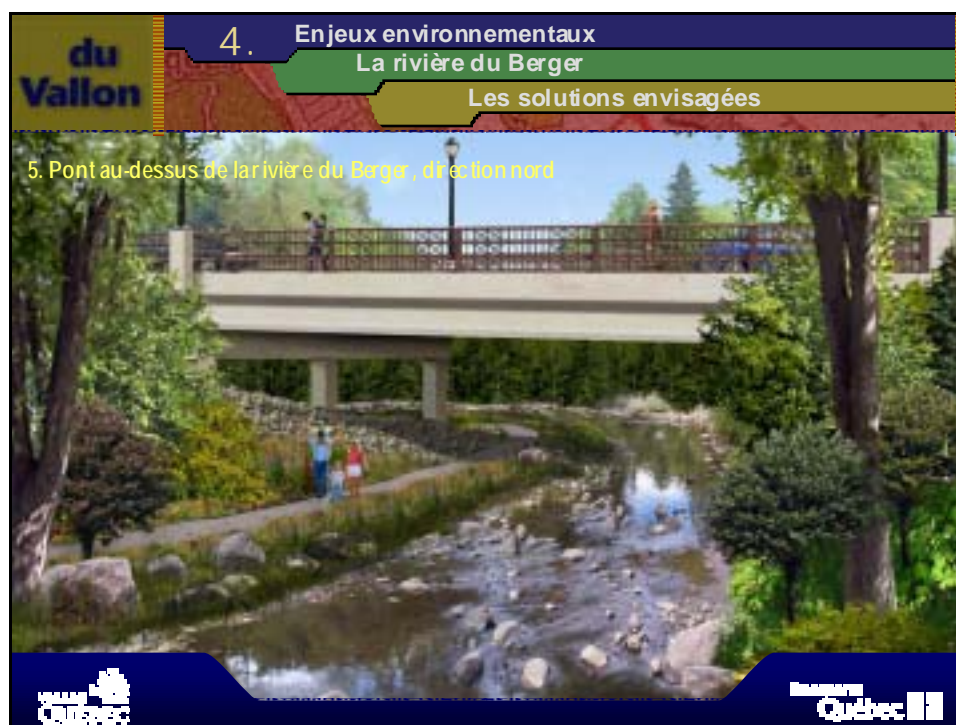 du
Vallon
4.
Enjeux environnementaux
La rivière du Berger
Les solutions envisagées
5. Pont au-dessus de la rivière du Berger, direction nord
Québec